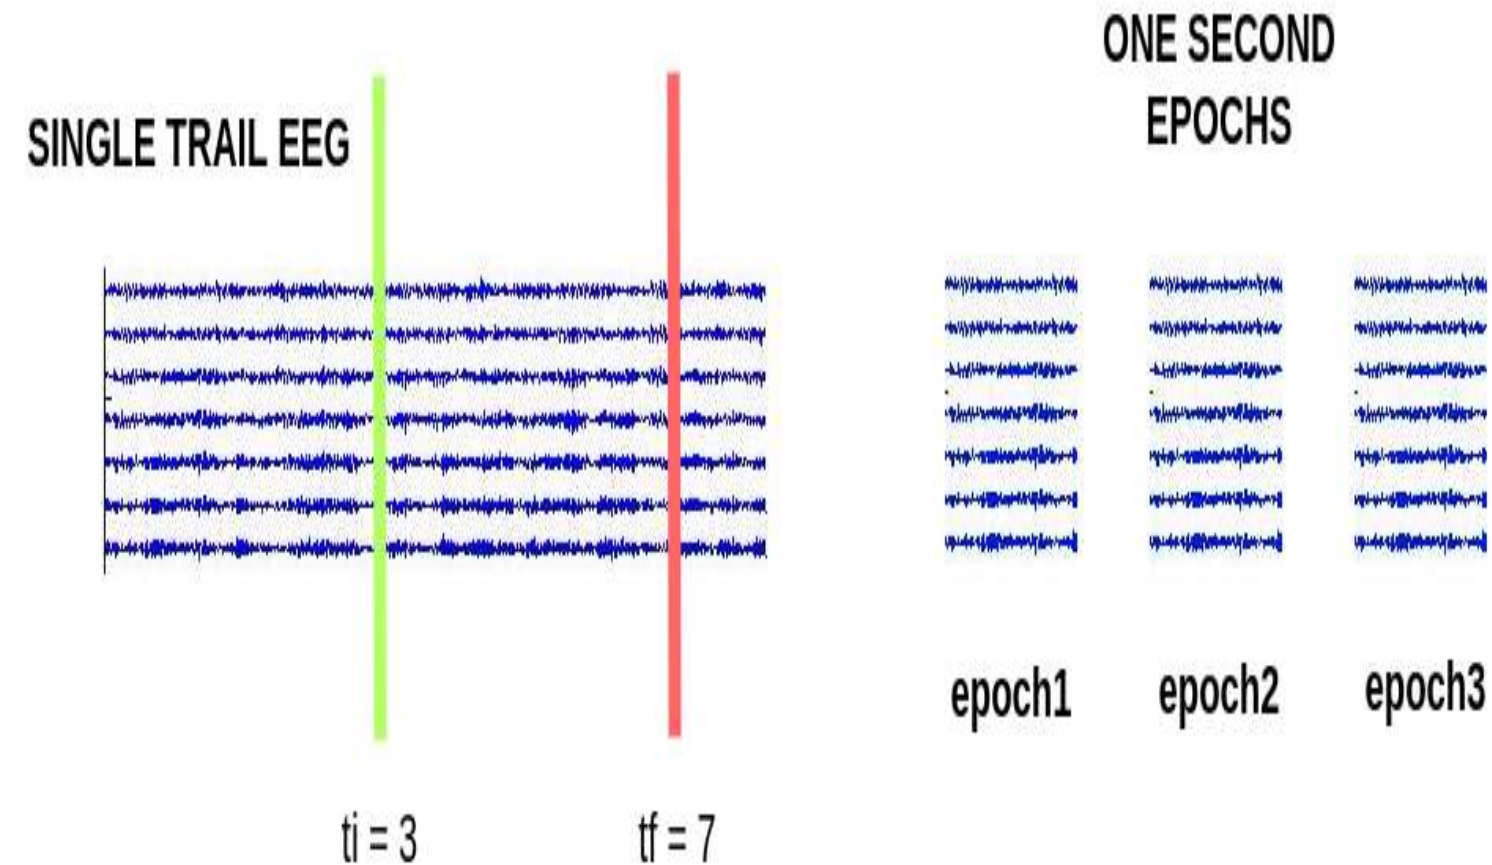 SINGLE TRAIL EEG
ONE SECOND
EPOCHS
epoch1
epoch2
epoch3
ti = 3
tf = 7